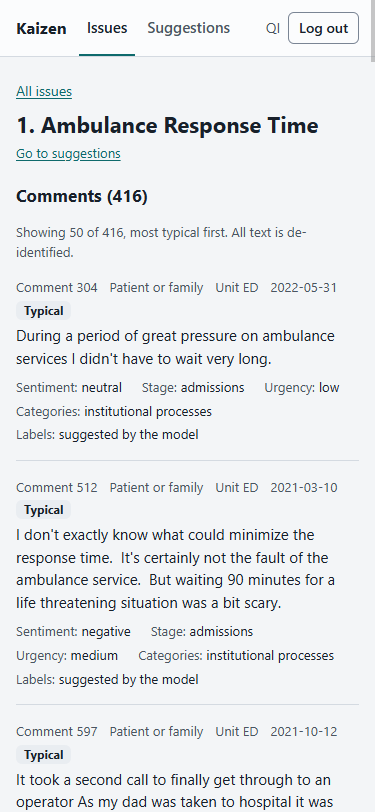 Kaizen Issues Suggestions QI Log out
All issues
1. Ambulance Response Time
Go to suggestions
Comments (416)
Showing 50 of 416, most typical first. All text is de-
identified.
Comment 304 Patient or family Unit ED 2022-05-31
Typical
During a period of great pressure on ambulance
services I didn't have to wait very long.
Sentiment: neutral Stage: admissions Urgency: low
Categories: institutional processes
Labels: suggested by the model
Comment 512 Patient or family Unit ED 2021-03-10
Typical
I don't exactly know what could minimize the
response time.  It's certainly not the fault of the
ambulance service.  But waiting 90 minutes for a
life threatening situation was a bit scary.
Sentiment: negative Stage: admissions
Urgency: medium Categories: institutional processes
Labels: suggested by the model
Comment 597 Patient or family Unit ED 2021-10-12
Typical
It took a second call to finally get through to an
operator As my dad was taken to hospital it was